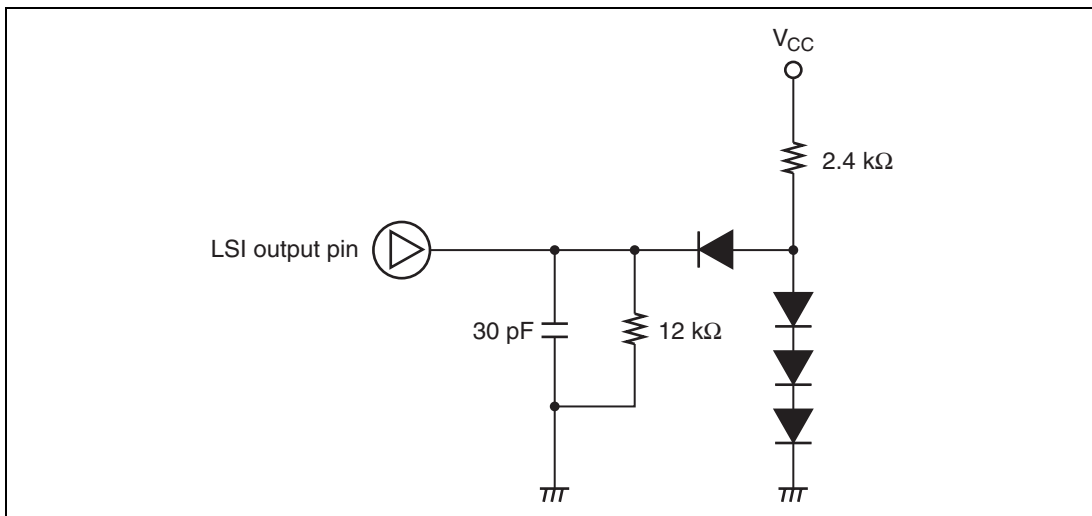 V_CC
2.4 kΩ
LSI output pin
30 pF
12 kΩ